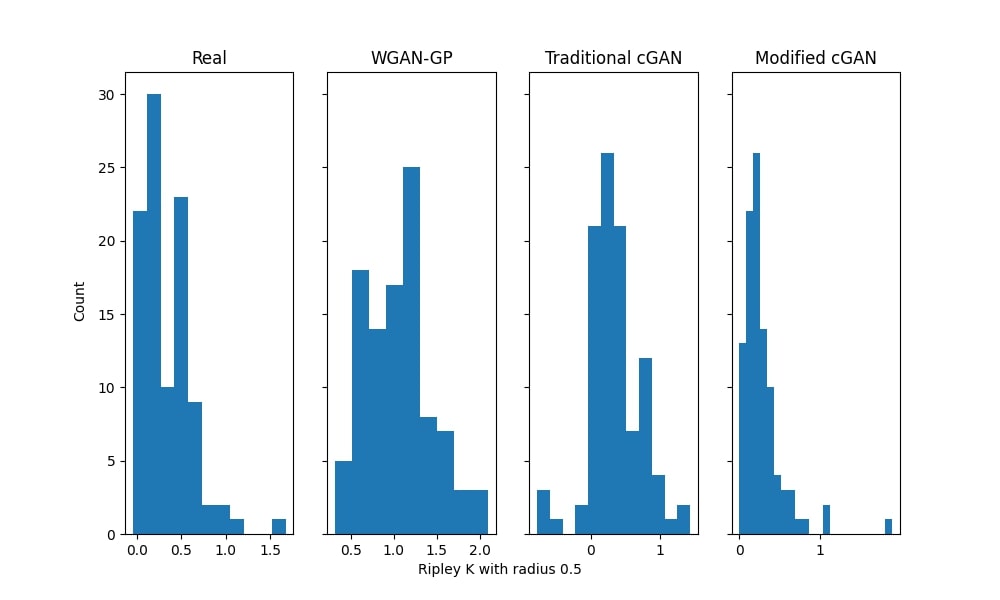 Real WGAN-GP Traditional cGAN Modified cGAN
30
25
20
15
10
5
0
Count
0.0 0.5 1.0 1.5 0.5 1.0 1.5 2.0 0 1 0 1
Ripley K with radius 0.5